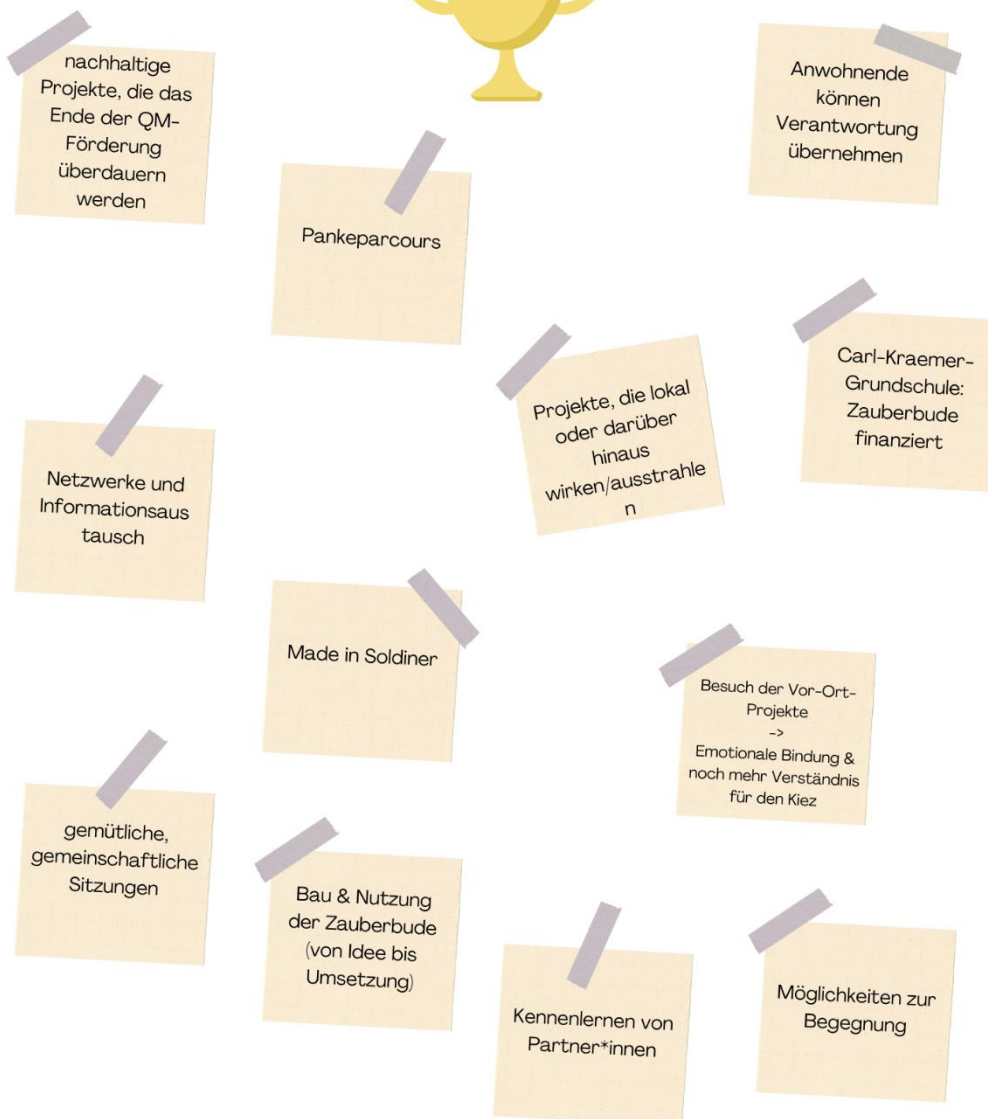 nachhaltige
Projekte, die das
Ende der QM-
Förderung
überdauern
werden
Anwohnende
können
Verantwortung
übernehmen
Pankeparcours
Carl-Kraemer-
Grundschule:
Zauberbude
finanziert
Projekte, die lokal
oder darüber
hinaus
wirken/ausstrahle
n
Netzwerke und
Informationsaus
tausch
Made in Soldiner
Besuch der Vor-Ort-
Projekte
->
Emotionale Bindung &
noch mehr Verständnis
für den Kiez
gemütliche,
gemeinschaftliche
Sitzungen
Bau & Nutzung
der Zauberbude
(von Idee bis
Umsetzung)
Kennenlernen von
Partner*innen
Möglichkeiten zur
Begegnung